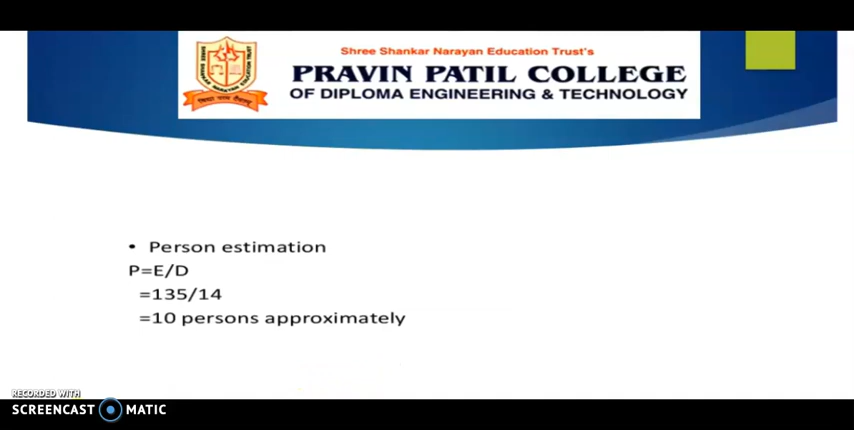 Shree Shankar Narayan Education Trust's
PRAVIN PATIL COLLEGE
OF DIPLOMA ENGINEERING & TECHNOLOGY
• Person estimation
P=E/D
=135/14
=10 persons approximately
RECORDED WITH
SCREENCAST MATIC